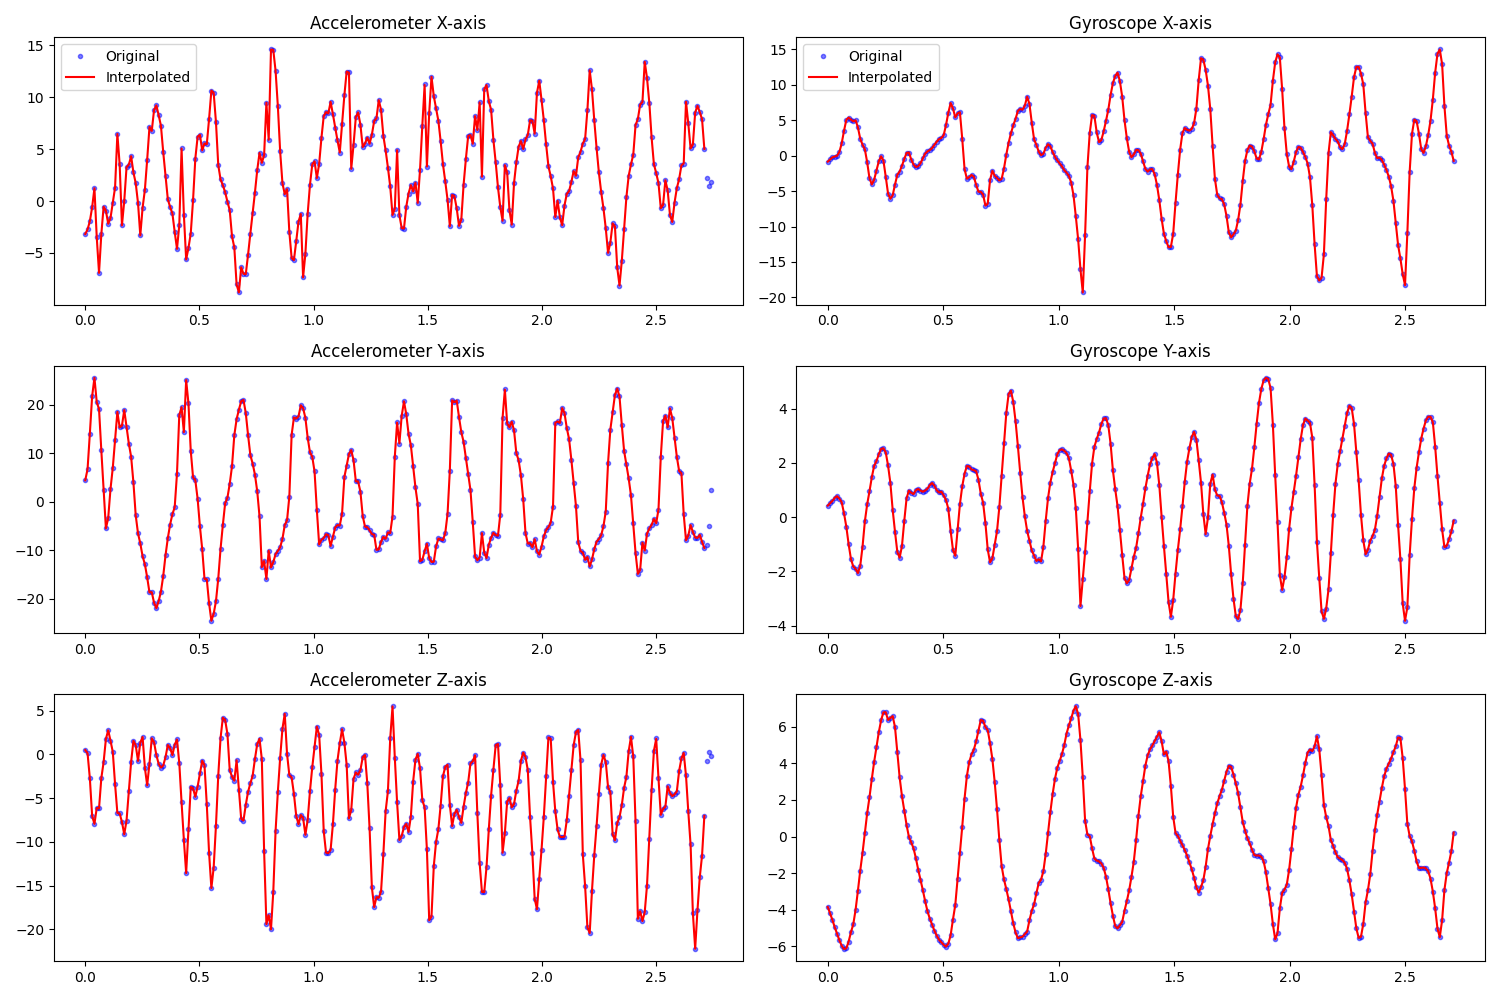 Accelerometer X-axis
Original
Interpolated
15
10
5
0
−5
0.0 0.5 1.0 1.5 2.0 2.5
Gyroscope X-axis
Original
Interpolated
15
10
5
0
−5
−10
−15
−20
0.0 0.5 1.0 1.5 2.0 2.5
Accelerometer Y-axis
20
10
0
−10
−20
0.0 0.5 1.0 1.5 2.0 2.5
Gyroscope Y-axis
4
2
0
−2
−4
0.0 0.5 1.0 1.5 2.0 2.5
Accelerometer Z-axis
5
0
−5
−10
−15
−20
0.0 0.5 1.0 1.5 2.0 2.5
Gyroscope Z-axis
6
4
2
0
−2
−4
−6
0.0 0.5 1.0 1.5 2.0 2.5